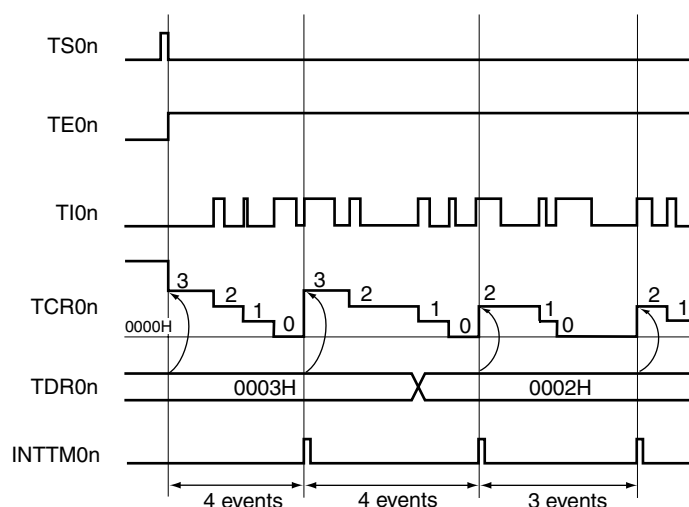 TS0n
TE0n
TI0n
TCR0n
3 2 1 0 3 2 1 0 2 1 0 2 1
0000H
TDR0n
0003H 0002H
INTTM0n
4 events 4 events 3 events